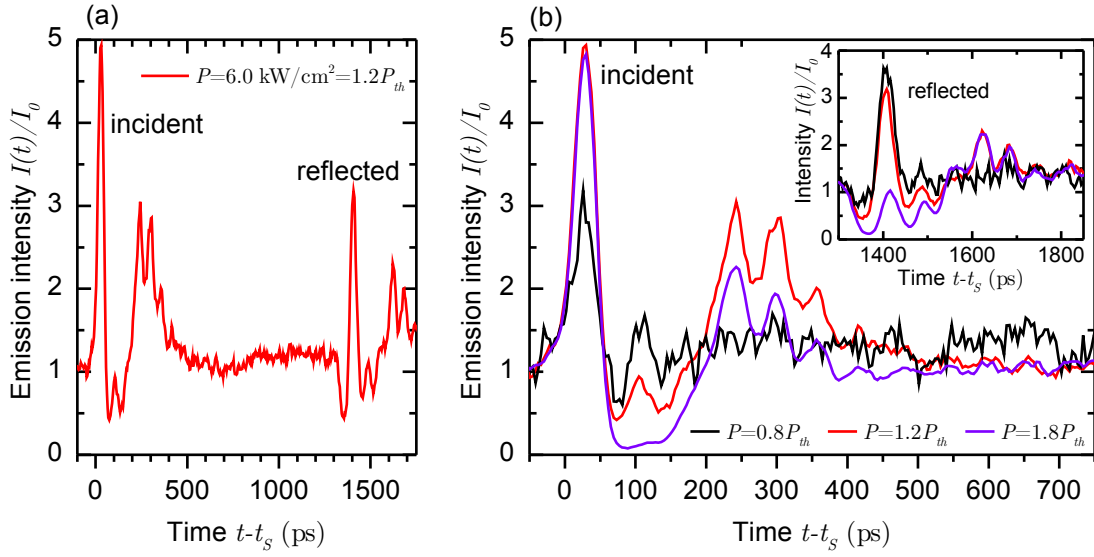 (a)
5
4
3
2
1
0
Emission intensity I(t)/I₀
P=6.0 kW/cm²=1.2Pₜₕ
incident
reflected
0 500 1000 1500
Time t-tₛ (ps)
(b)
5
4
3
2
1
0
Emission intensity I(t)/I₀
incident
P=0.8Pₜₕ P=1.2Pₜₕ P=1.8Pₜₕ
0 100 200 300 400 500 600 700
Time t-tₛ (ps)
4
3
2
1
0
Intensity I(t)/I₀
reflected
1400 1600 1800
Time t-tₛ (ps)